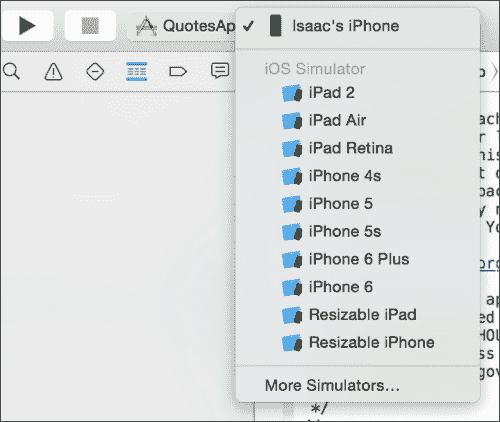 QuotesAp
Isaac's iPhone
iOS Simulator
iPad 2
iPad Air
iPad Retina
iPhone 4s
iPhone 5
iPhone 5s
iPhone 6 Plus
iPhone 6
Resizable iPad
Resizable iPhone
More Simulators...
*/